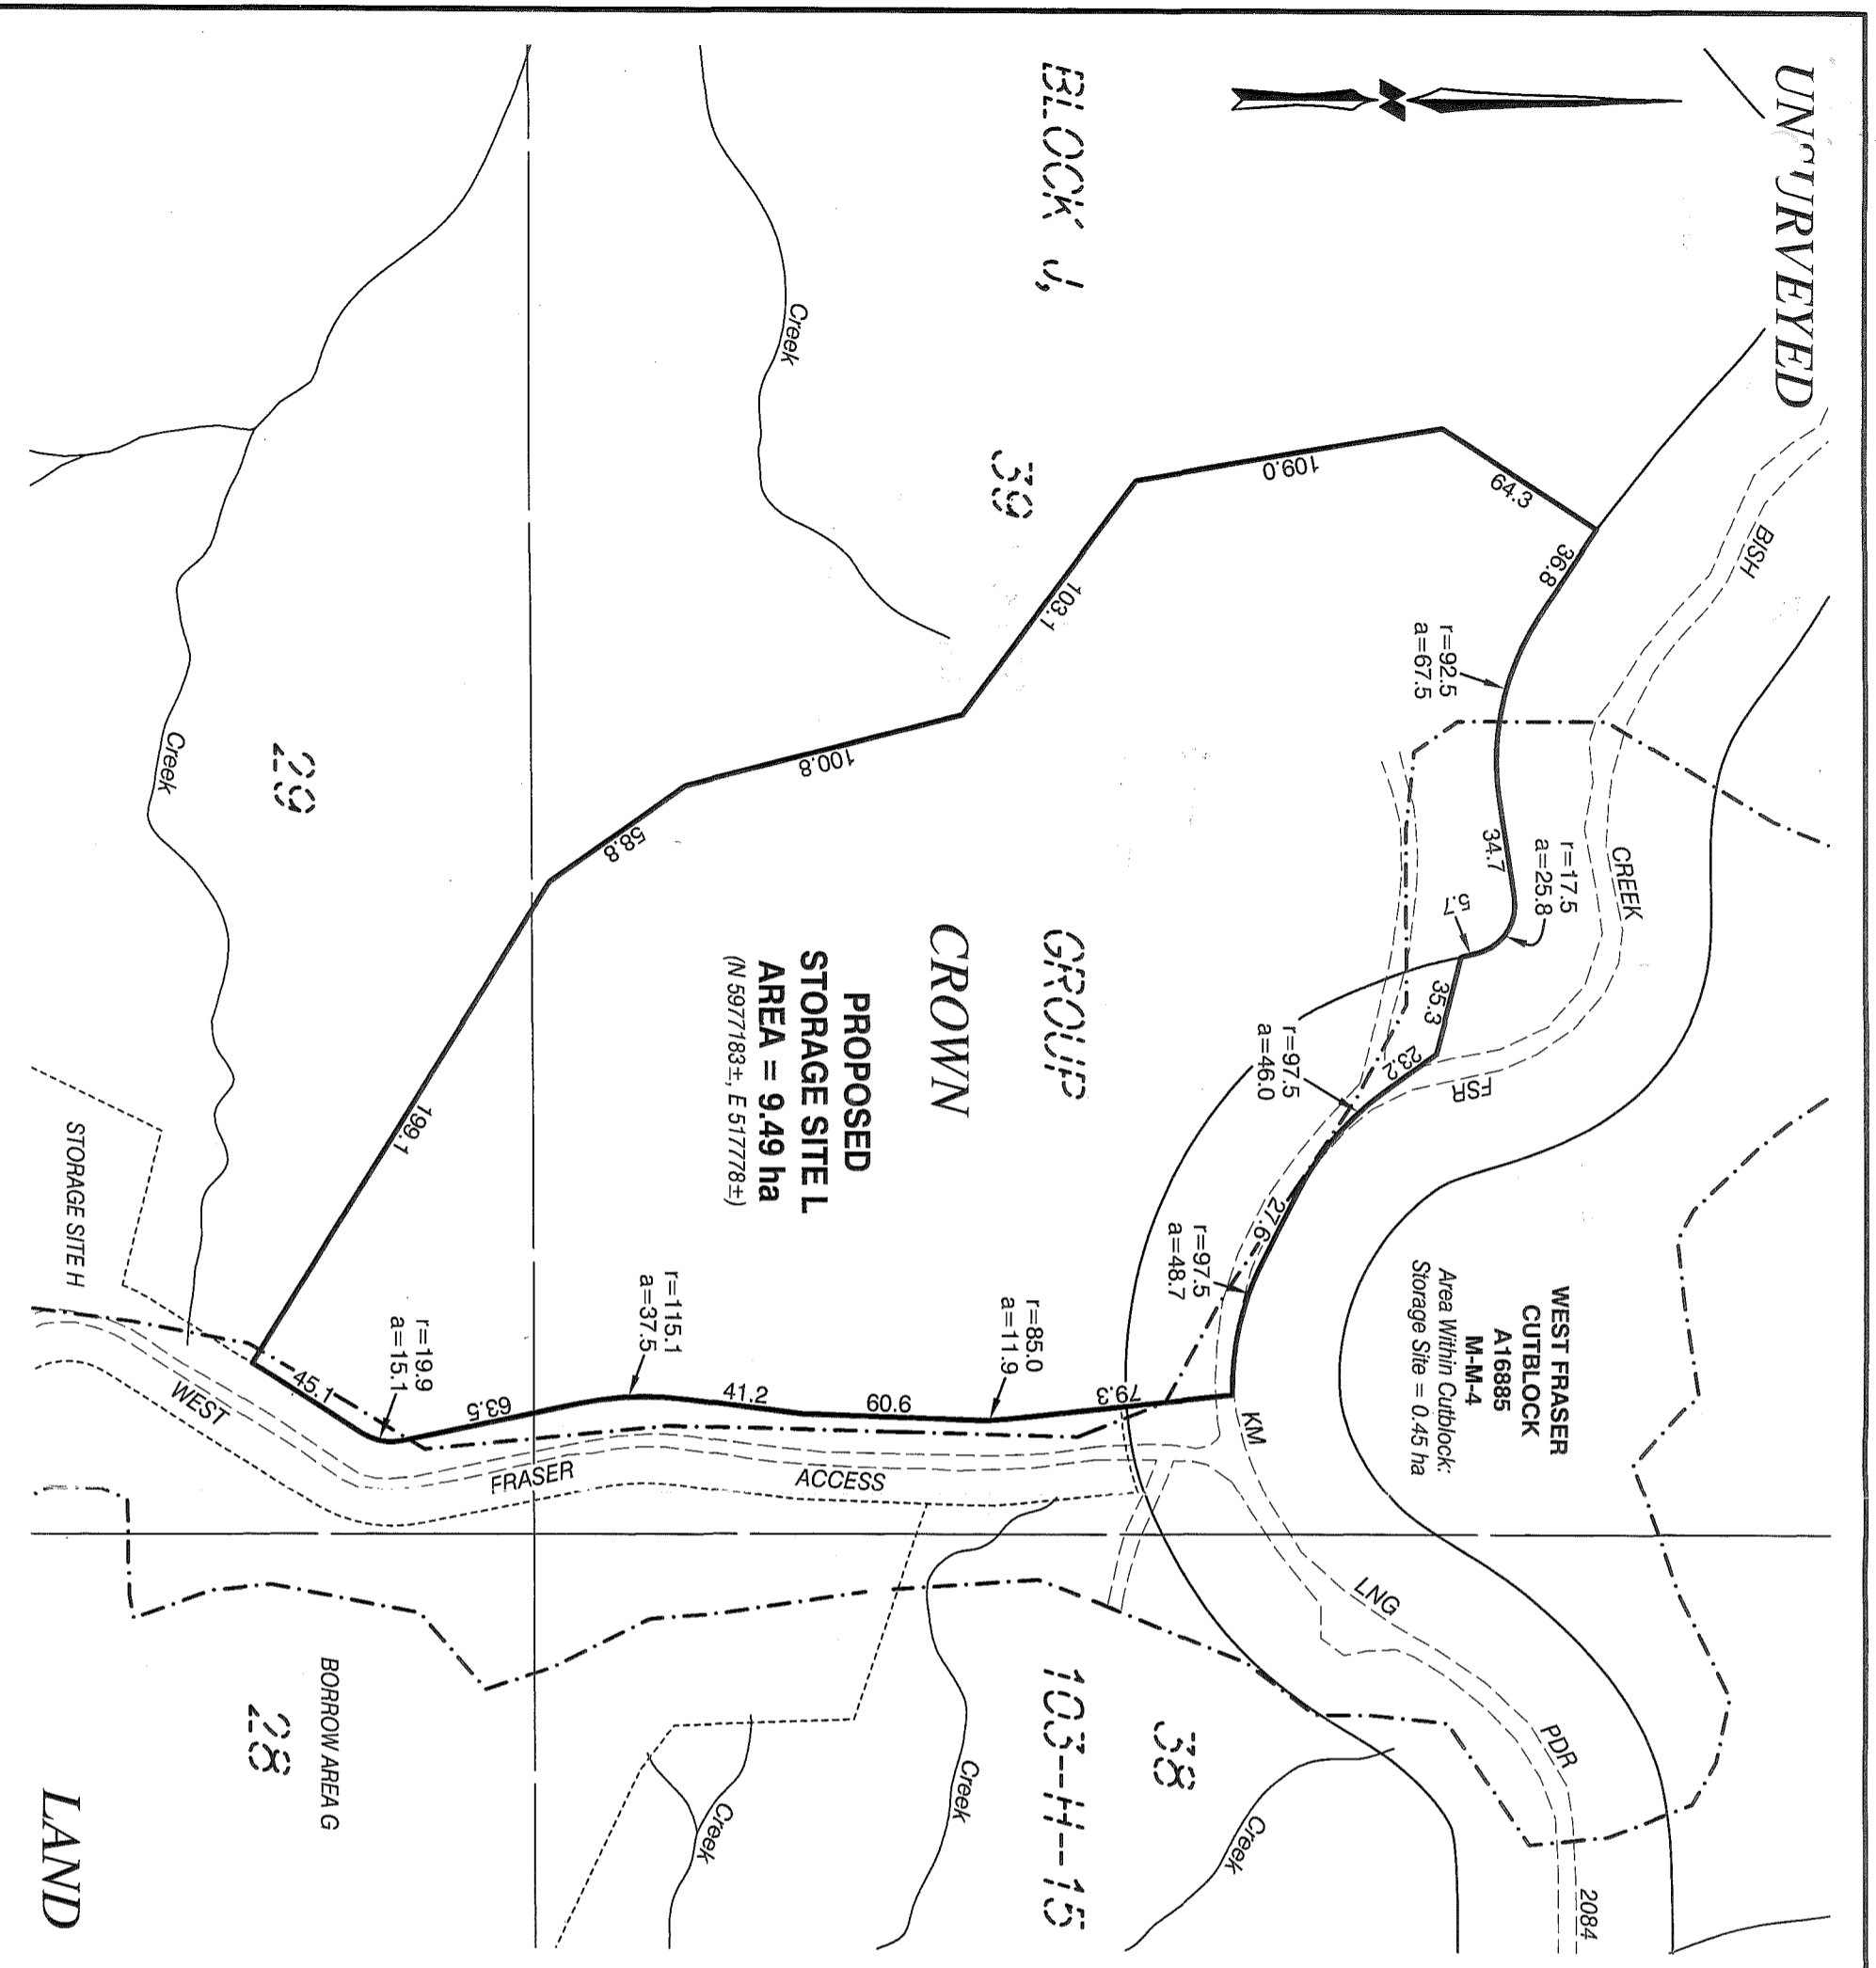 UNSURVEYED
BISH
CREEK
FSR
BLOCK J,
39
GROUP
103-H-15
38
CROWN
PROPOSED
STORAGE SITE L
AREA = 9.49 ha
(N 5977183±, E 517778±)
WEST FRASER
CUTBLOCK
A16885
M-M-4
Area Within Cutblock:
Storage Site = 0.45 ha
64.3
36.8
r=92.5
a=67.5
34.7
r=17.5
a=25.8
5.7
35.3
23.2
r=97.5
a=46.0
27.6
r=97.5
a=48.7
79.3
r=85.0
a=11.9
60.6
41.2
r=115.1
a=37.5
63.5
r=19.9
a=15.1
45.1
199.1
58.8
100.8
103.1
109.0
KM
LNG
PDR
2084
WEST
FRASER
ACCESS
Creek
Creek
Creek
Creek
Creek
29
STORAGE SITE H
BORROW AREA G
28
LAND